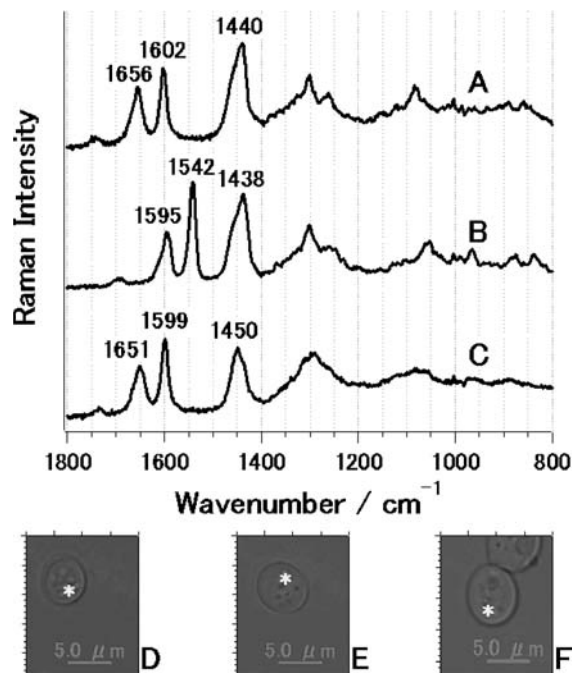 1440
1602
1656
A
1542
1438
1595
B
1599
1450
1651
C
Raman Intensity
1800 1600 1400 1200 1000 800
Wavenumber / cm⁻¹
5.0 μm D
5.0 μm E
5.0 μm F